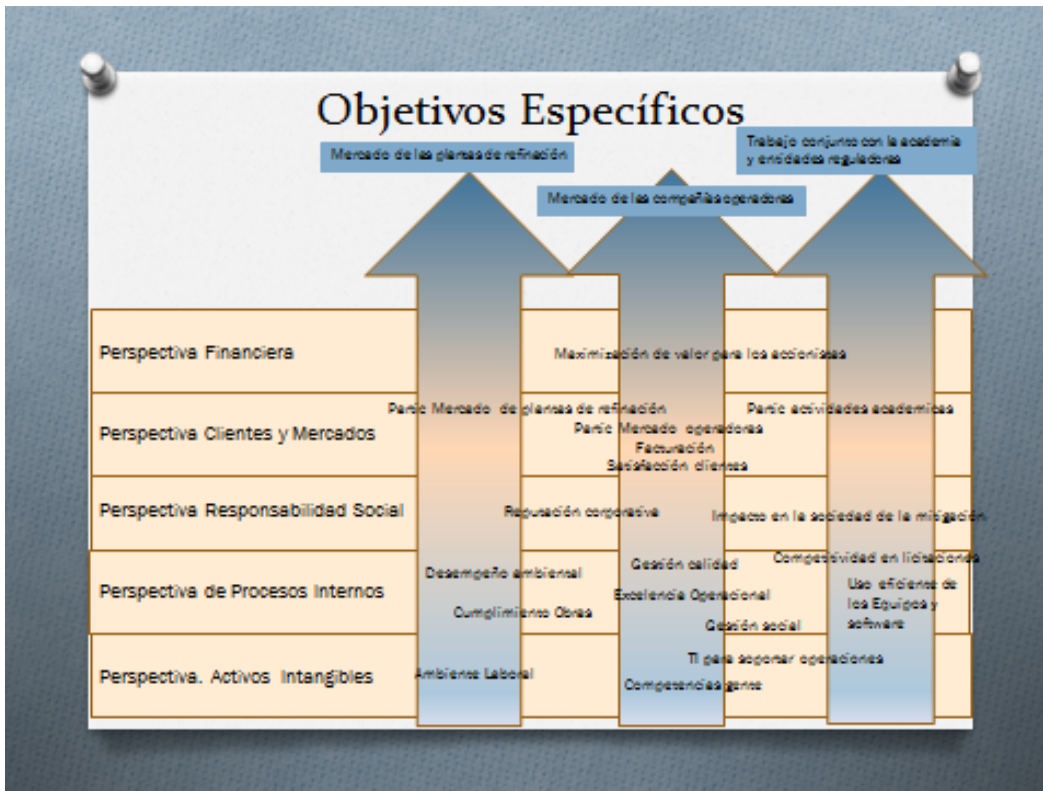 Objetivos Específicos
Mercado de las plantas de refinación
Trabajo conjunto con la academia
y entidades reguladoras
Mercado de las compañías operadoras
Perspectiva Financiera
Maximización de valor para los accionistas
Perspectiva Clientes y Mercados
Partic Mercado de plantas de refinación
Partic actividades academicas
Partic Mercado operadoras
Facturación
Satisfacción clientes
Perspectiva Responsabilidad Social
Reputación corporativa
Impacto en la sociedad de la mitigación
Perspectiva de Procesos Internos
Desempeño ambiental
Gestión calidad
Competitividad en licitaciones
Cumplimiento Obras
Excelencia Operacional
Uso eficiente de
los Equipos y
software
Gestión social
Perspectiva. Activos Intangibles
Ambiente Laboral
TI para soportar operaciones
Competencias gente